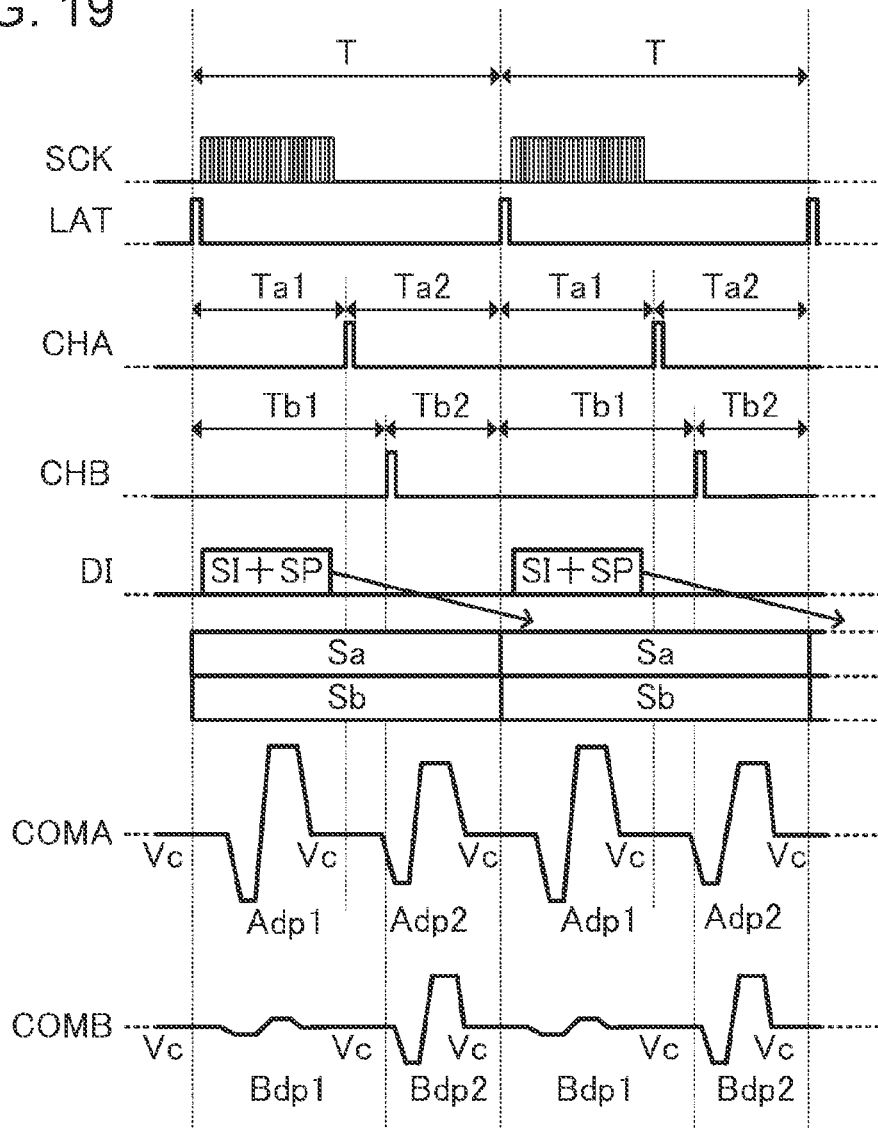 G. 19
T T
SCK
LAT
Ta1 Ta2 Ta1 Ta2
CHA
Tb1 Tb2 Tb1 Tb2
CHB
DI SI+SP SI+SP
Sa Sa
Sb Sb
COMA
Vc Vc Vc Vc Vc
Adp1 Adp2 Adp1 Adp2
COMB
Vc Vc Vc Vc Vc
Bdp1 Bdp2 Bdp1 Bdp2